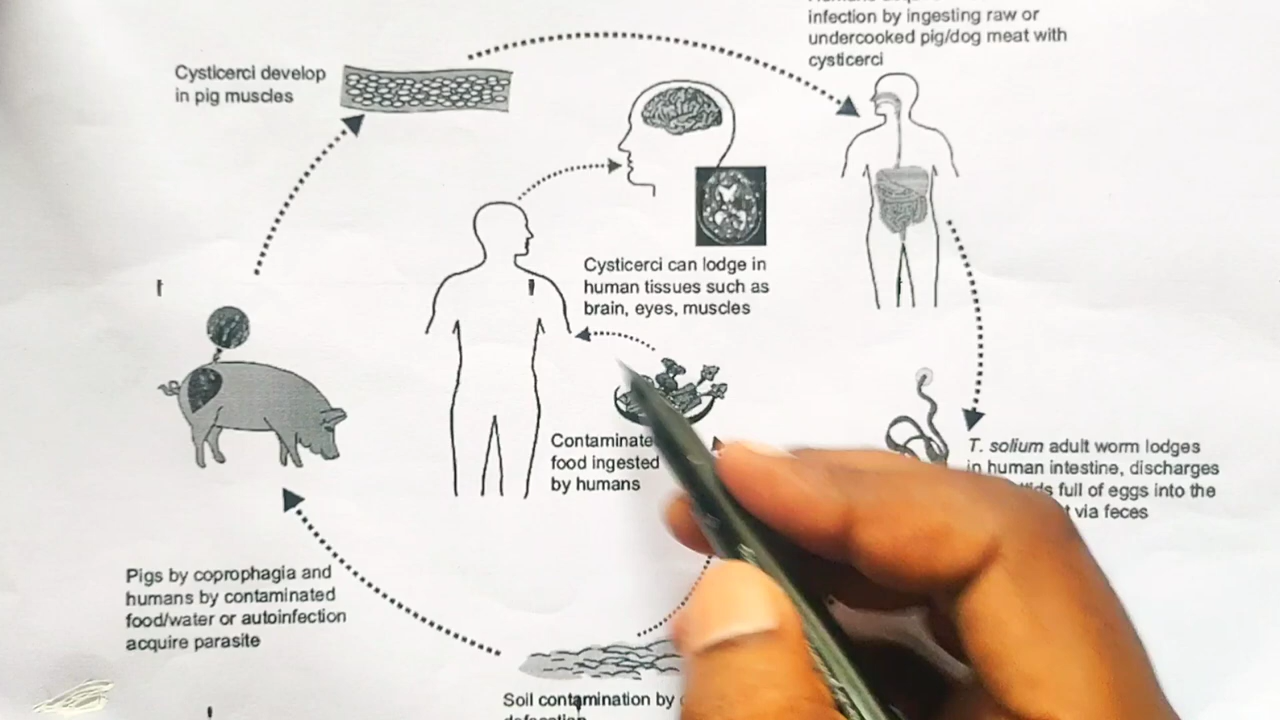 infection by ingesting raw or
undercooked pig/dog meat with
cysticerci
Cysticerci develop
in pig muscles
Cysticerci can lodge in
human tissues such as
brain, eyes, muscles
Contaminate
food ingested
by humans
T. solium adult worm lodges
in human intestine, discharges
full of eggs into the
via feces
Pigs by coprophagia and
humans by contaminated
food/water or autoinfection
acquire parasite
Soil contamination by